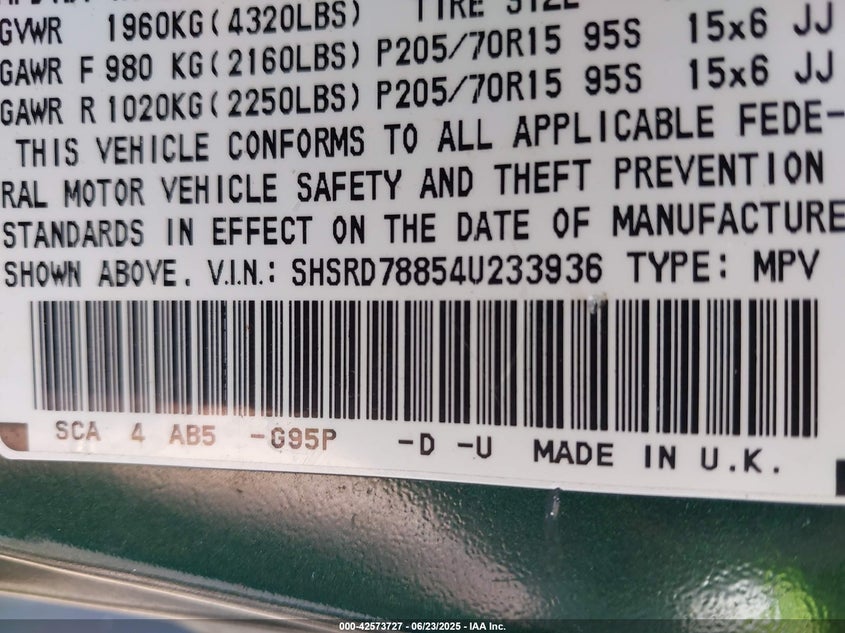 TIRE SIZE
GVWR 1960KG(4320LBS)
GAWR F 980 KG(2160LBS) P205/70R15 95S 15x6 JJ
GAWR R 1020KG(2250LBS) P205/70R15 95S 15x6 JJ
THIS VEHICLE CONFORMS TO ALL APPLICABLE FEDE-
RAL MOTOR VEHICLE SAFETY AND THEFT PREVENTION
STANDARDS IN EFFECT ON THE DATE OF MANUFACTURE
SHOWN ABOVE. V.I.N.: SHSRD78854U233936 TYPE: MPV
SCA 4 AB5 -G95P -D -U MADE IN U.K.
000-42573727 - 06/23/2025 - IAA Inc.